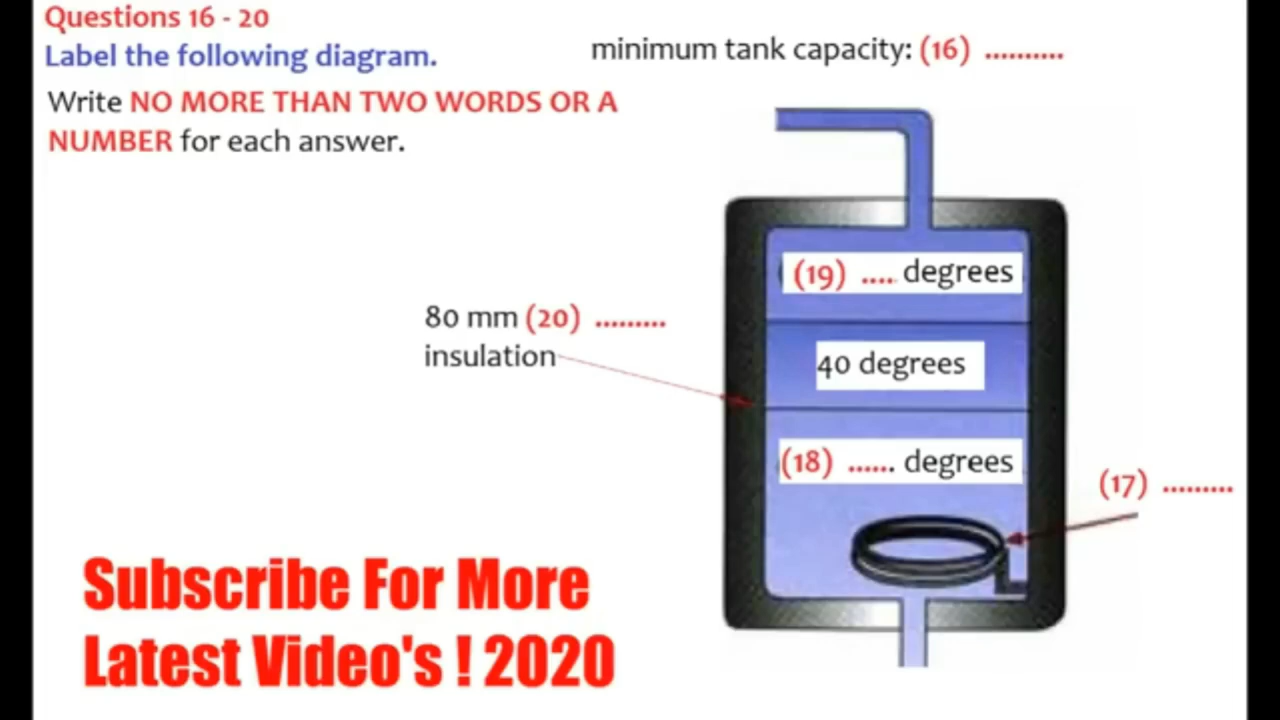 Questions 16 - 20
Label the following diagram.
Write NO MORE THAN TWO WORDS OR A
NUMBER for each answer.
minimum tank capacity: (16) ..........
(19) .... degrees
80 mm (20) .........
insulation
40 degrees
(18) ...... degrees
(17) .........
Subscribe For More
Latest Video's ! 2020